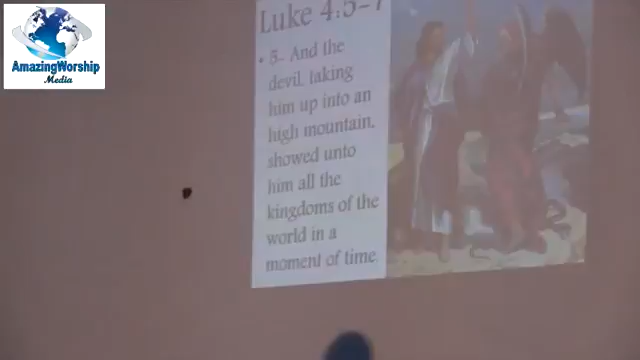 AmazingWorship
Media
Luke 4:5-7
• 5- And the
devil, taking
him up into an
high mountain,
showed unto
him all the
kingdoms of the
world in a
moment of time.